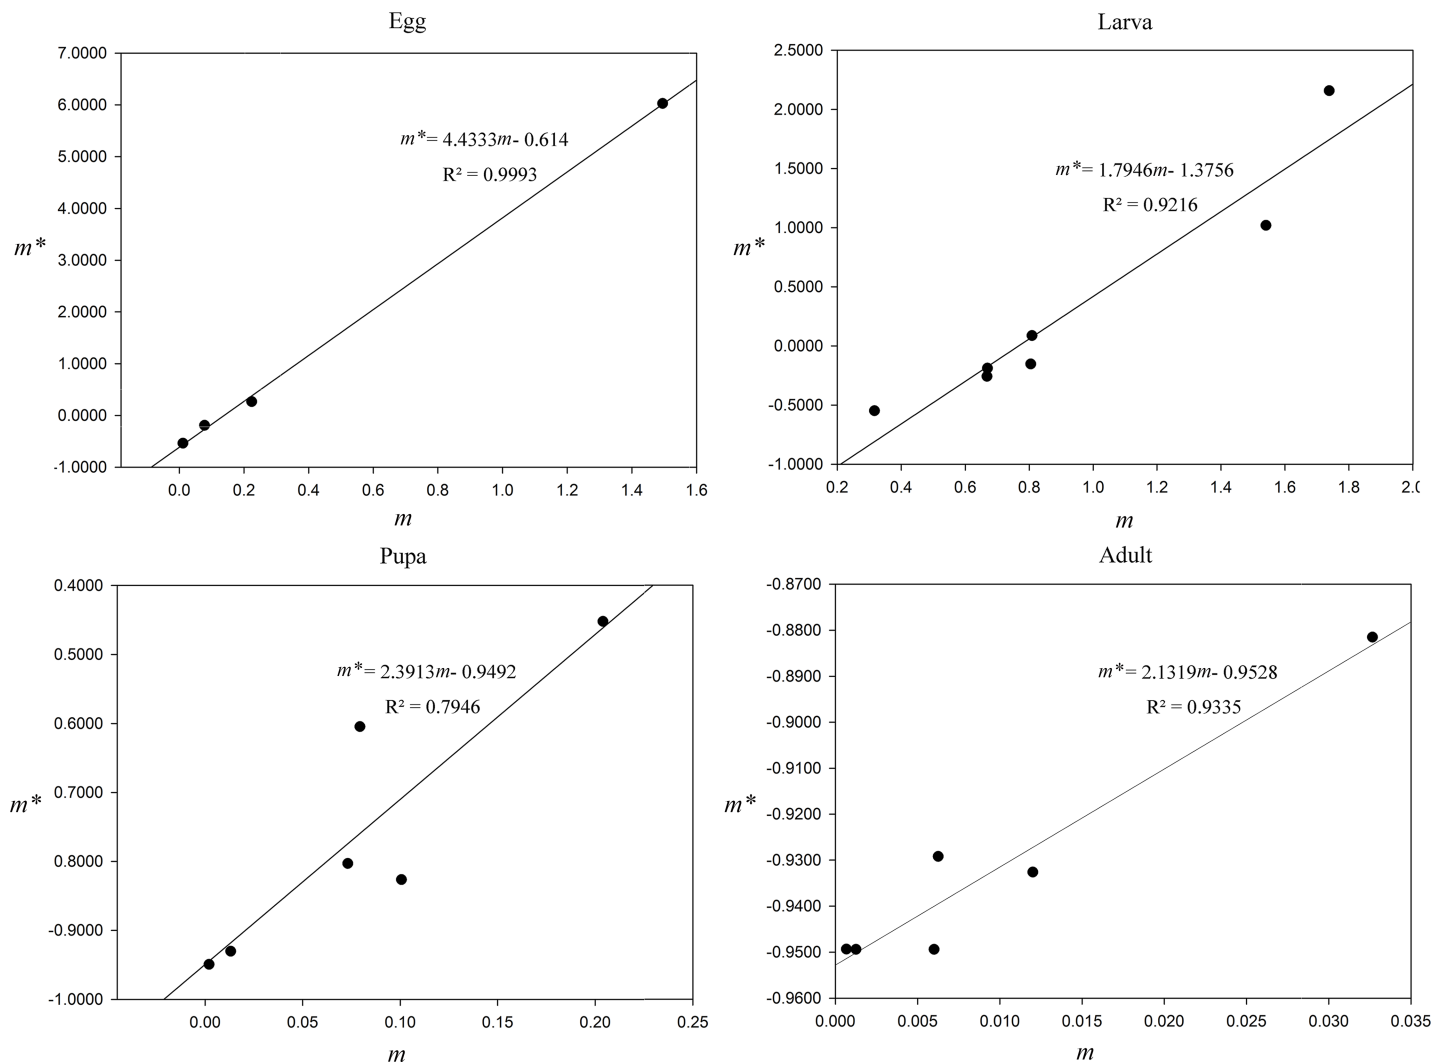 Egg
7.0000
6.0000
5.0000
4.0000
3.0000
2.0000
1.0000
0.0000
-1.0000
m*
m*= 4.4333m- 0.614
R² = 0.9993
0.0 0.2 0.4 0.6 0.8 1.0 1.2 1.4 1.6
m
Larva
2.5000
2.0000
1.5000
1.0000
0.5000
0.0000
-0.5000
-1.0000
m*
m*= 1.7946m- 1.3756
R² = 0.9216
0.2 0.4 0.6 0.8 1.0 1.2 1.4 1.6 1.8 2.0
m
Pupa
0.4000
0.5000
0.6000
0.7000
0.8000
-0.9000
-1.0000
m*
m*= 2.3913m- 0.9492
R² = 0.7946
0.00 0.05 0.10 0.15 0.20 0.25
m
Adult
-0.8700
-0.8800
-0.8900
-0.9000
-0.9100
-0.9200
-0.9300
-0.9400
-0.9500
-0.9600
m*
m*= 2.1319m- 0.9528
R² = 0.9335
0.000 0.005 0.010 0.015 0.020 0.025 0.030 0.035
m